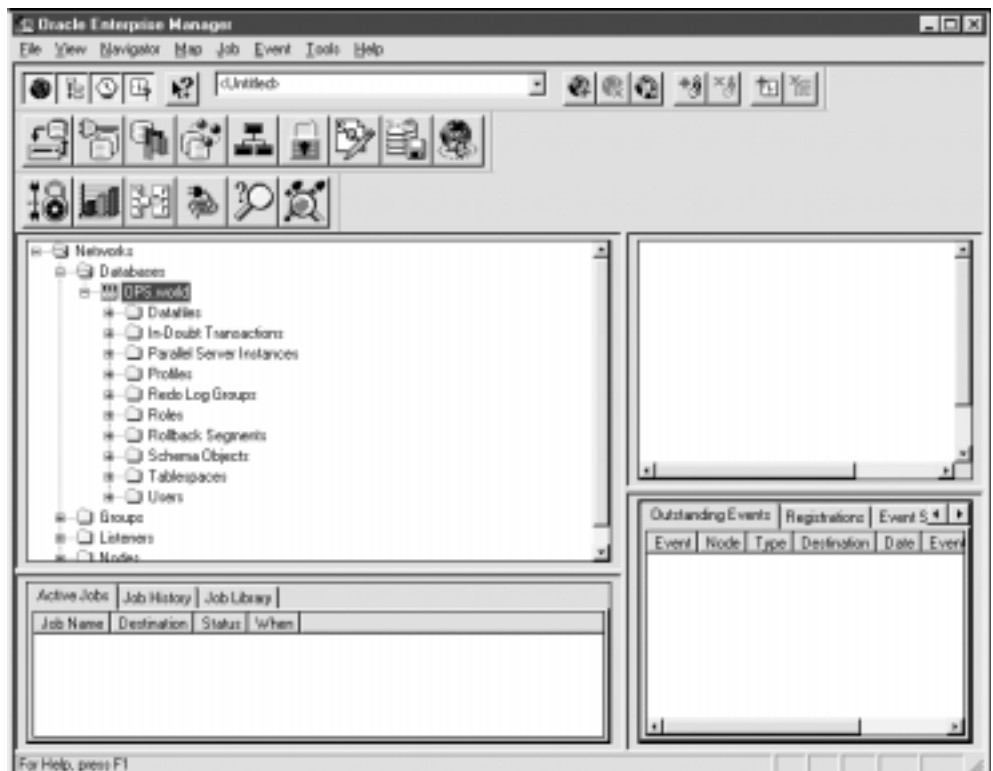 Oracle Enterprise Manager
File View Navigator Map Job Event Tools Help
<Untitled>
Networks
Databases
OPS.world
Datafiles
In-Doubt Transactions
Parallel Server Instances
Profiles
Redo Log Groups
Roles
Rollback Segments
Schema Objects
Tablespaces
Users
Groups
Listeners
Nodes
Outstanding Events Registrations Event S
Event Node Type Destination Date Event
Active Jobs Job History Job Library
Job Name Destination Status When
For Help, press F1